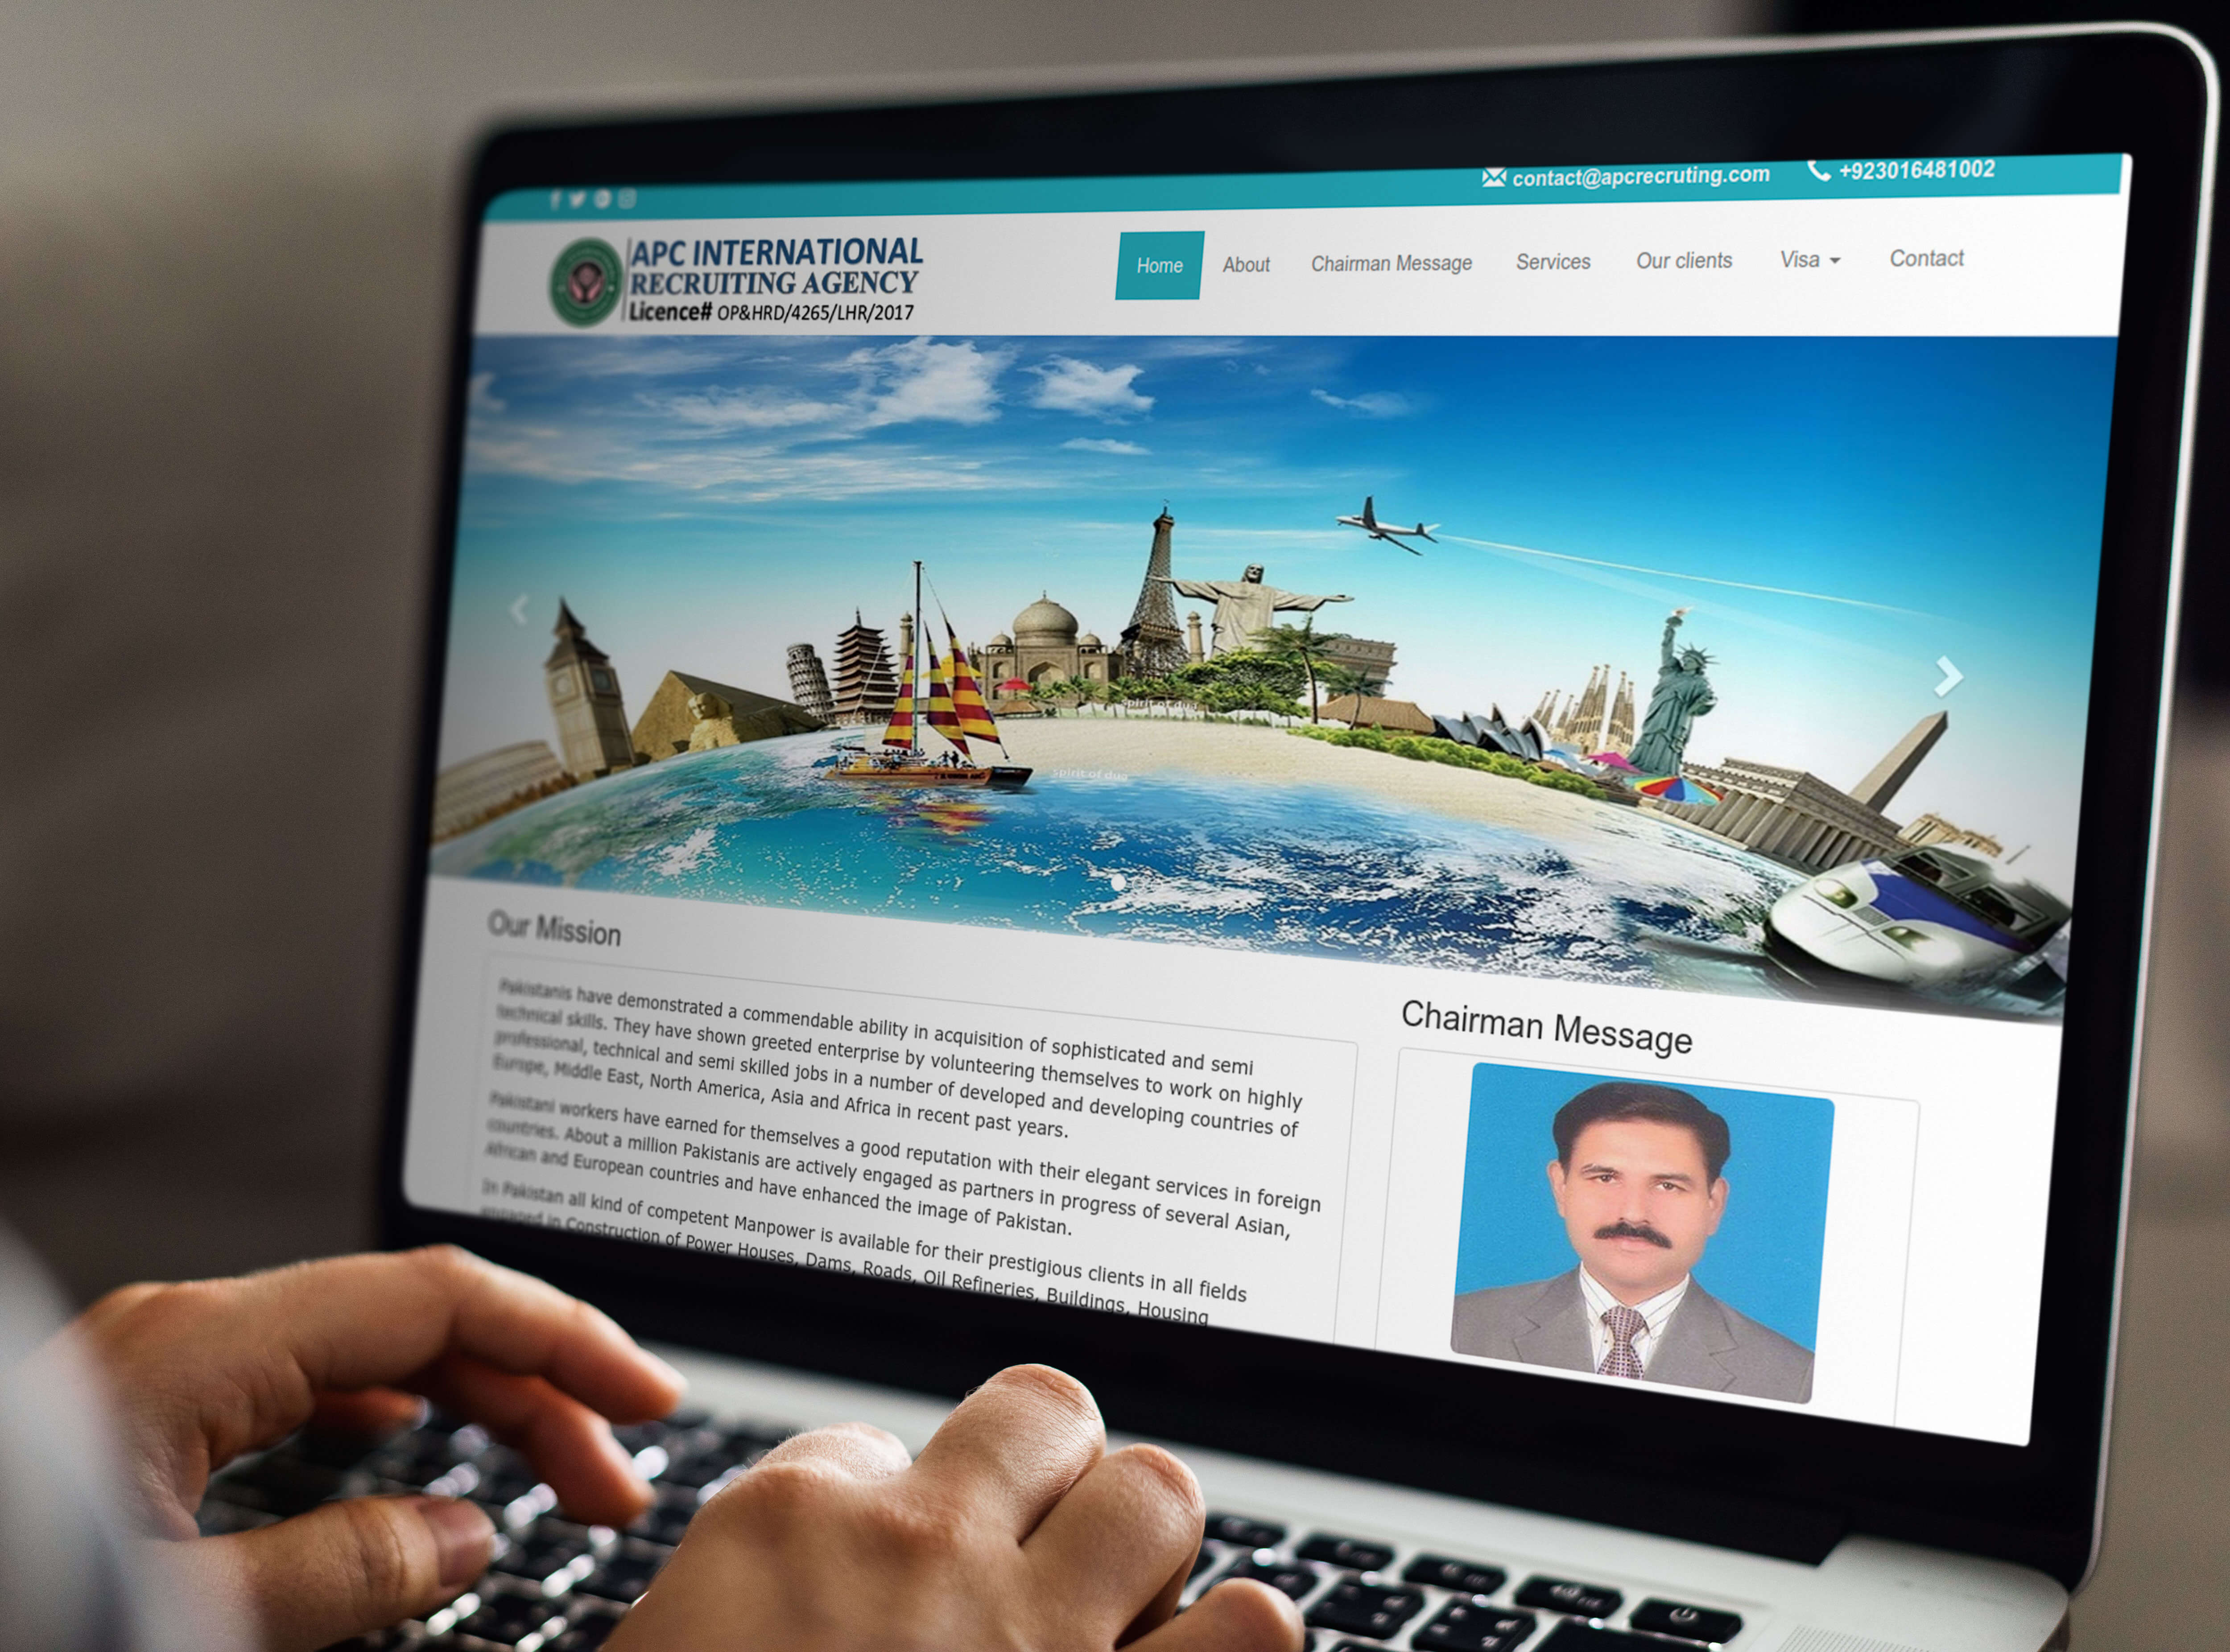 contact@apcrecruting.com +923016481002
APC INTERNATIONAL
RECRUITING AGENCY
Licence# OP&HRD/4265/LHR/2017
Home About Chairman Message Services Our clients Visa Contact
spirit of dua
spirit of dua
Our Mission
Pakistanis have demonstrated a commendable ability in acquisition of sophisticated and semi
technical skills. They have shown greeted enterprise by volunteering themselves to work on highly
professional, technical and semi skilled jobs in a number of developed and developing countries of
Europe, Middle East, North America, Asia and Africa in recent past years.
Pakistani workers have earned for themselves a good reputation with their elegant services in foreign
countries. About a million Pakistanis are actively engaged as partners in progress of several Asian,
African and European countries and have enhanced the image of Pakistan.
In Pakistan all kind of competent Manpower is available for their prestigious clients in all fields
engaged in Construction of Power Houses, Dams, Roads, Oil Refineries, Buildings, Housing
Chairman Message